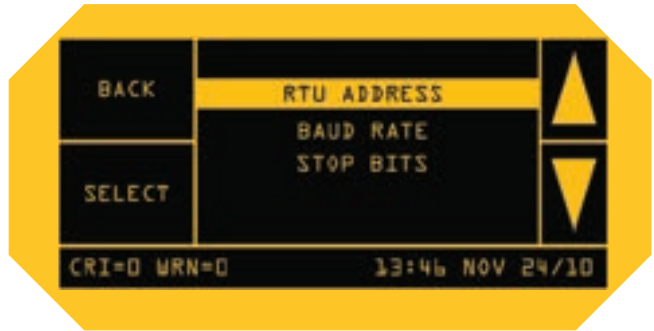 BACK
RTU ADDRESS
BAUD RATE
STOP BITS
SELECT
CRI=0 WRN=0 13:46 NOV 24/10